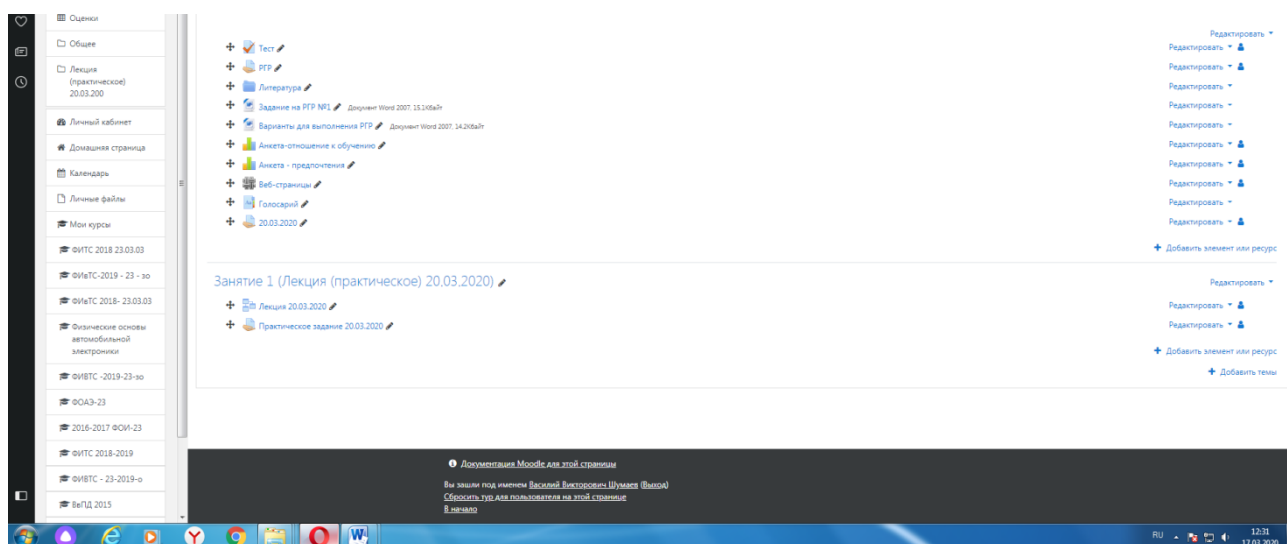 Оценки
Общее
Лекция
(практическое)
20.03.200
Личный кабинет
Домашняя страница
Календарь
Личные файлы
Мои курсы
ФИТС 2018 23.03.03
ФИвТС-2019 - 23 - зо
ФИвТС 2018- 23.03.03
Физические основы
автомобильной
электроники
ФИВТС -2019-23-зо
ФОАЭ-23
2016-2017 ФОИ-23
ФИТС 2018-2019
ФИВТС - 23-2019-о
ВвПД 2015
Редактировать
Тест Редактировать
РГР Редактировать
Литература Редактировать
Задание на РГР №1 Документ Word 2007, 15.1Кбайт Редактировать
Варианты для выполнения РГР Документ Word 2007, 14.2Кбайт Редактировать
Анкета-отношение к обучению Редактировать
Анкета - предпочтения Редактировать
Веб-страницы Редактировать
Голосарий Редактировать
20.03.2020 Редактировать
Добавить элемент или ресурс
Занятие 1 (Лекция (практическое) 20,03.2020) Редактировать
Лекция 20.03.2020 Редактировать
Практическое задание 20.03.2020 Редактировать
Добавить элемент или ресурс
Добавить темы
Документация Moodle для этой страницы
Вы зашли под именем Василий Викторович Шумаев (Выход)
Сбросить тур для пользователя на этой странице
В начало
RU 12:31
17.03.2020